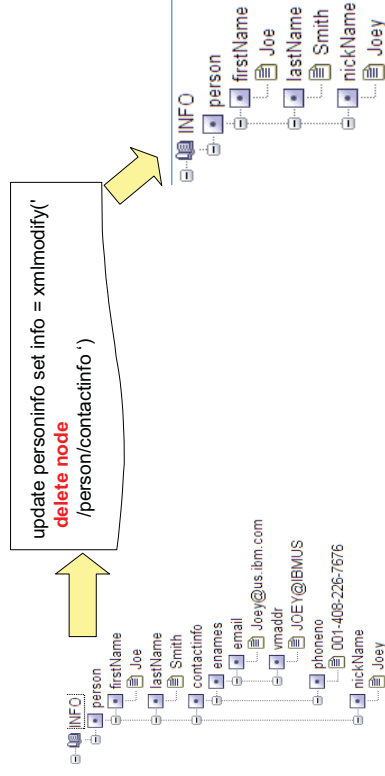 INFO
person
firstName
Joe
lastName
Smith
contactinfo
enames
email
Joey@us.ibm.com
vmaddr
JOEY@IBMUS
phoneno
001-408-226-7676
nickName
Joey
update personinfo set info = xmlmodify('
delete node
/person/contactinfo ')
INFO
person
firstName
Joe
lastName
Smith
nickName
Joey